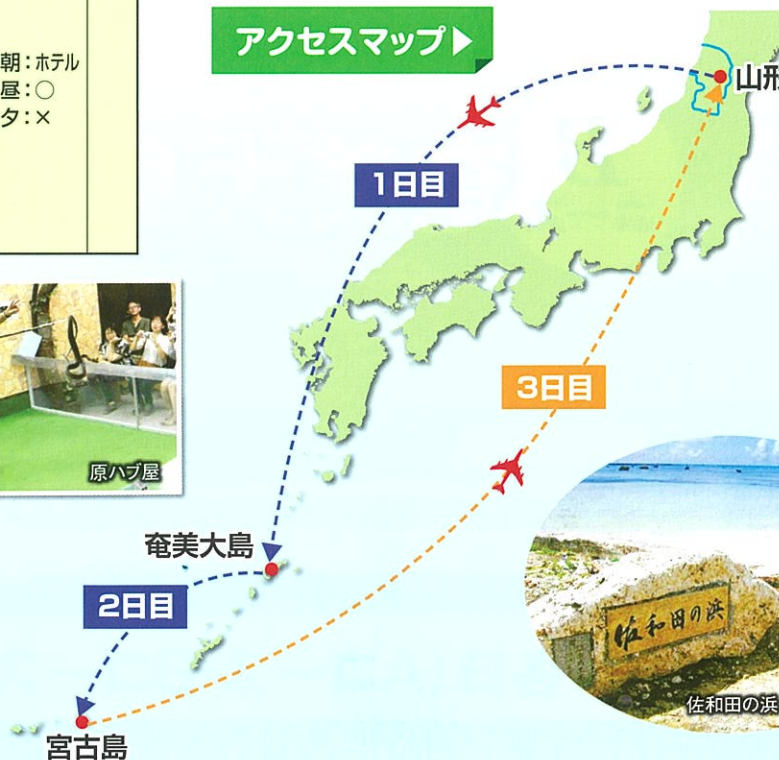 朝：ホテル
昼：○
夕：×
アクセスマップ▶
山形
1日目
3日目
原ハブ屋
奄美大島
2日目
佐和田の浜
佐和田の浜
宮古島